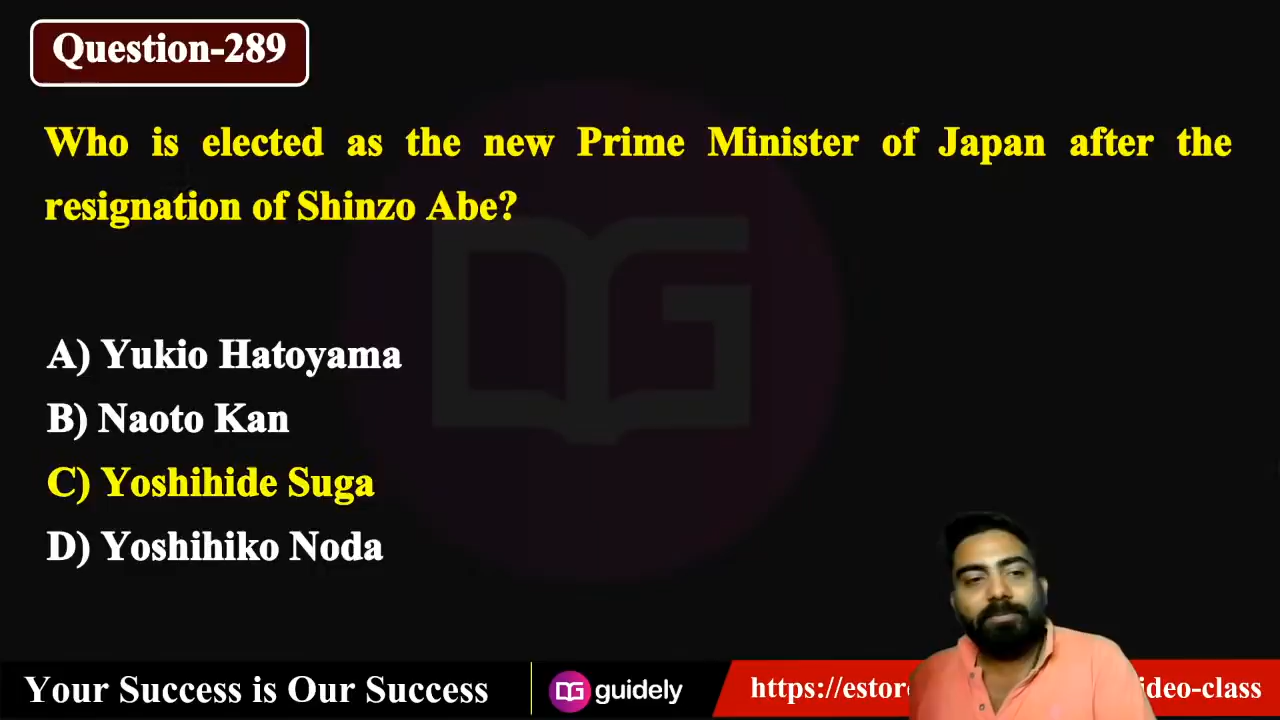 Question-289
Who is elected as the new Prime Minister of Japan after the
resignation of Shinzo Abe?
A) Yukio Hatoyama
B) Naoto Kan
C) Yoshihide Suga
D) Yoshihiko Noda
Your Success is Our Success
DG guidely
https://estor ideo-class